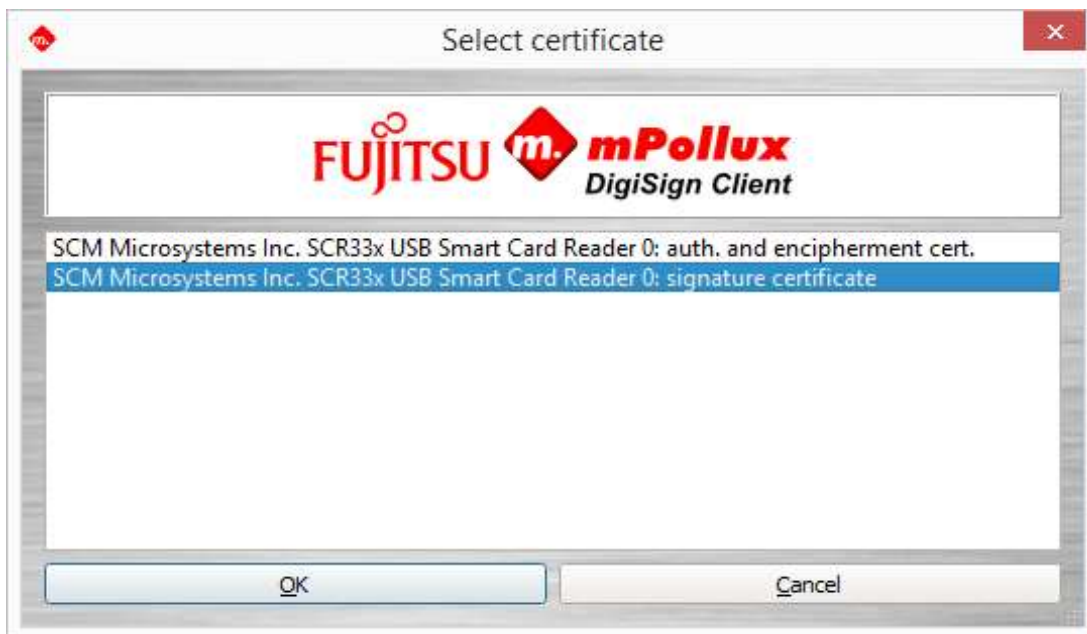 m.
Select certificate
FUJITSU m. mPollux
DigiSign Client
SCM Microsystems Inc. SCR33x USB Smart Card Reader 0: auth. and encipherment cert.
SCM Microsystems Inc. SCR33x USB Smart Card Reader 0: signature certificate
OK
Cancel